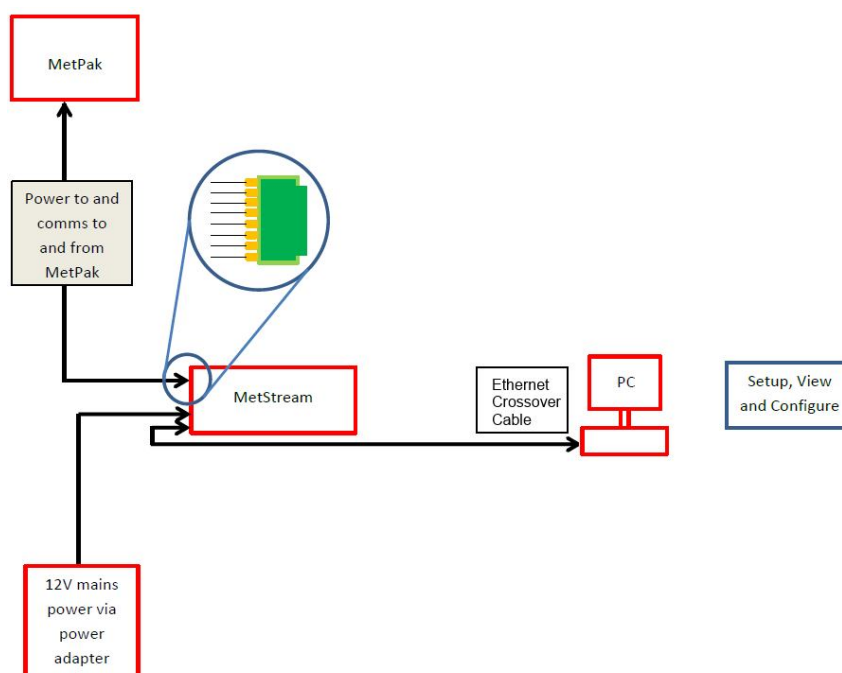 MetPak
Power to and
comms to
and from
MetPak
MetStream
Ethernet
Crossover
Cable
PC
Setup, View
and Configure
12V mains
power via
power
adapter